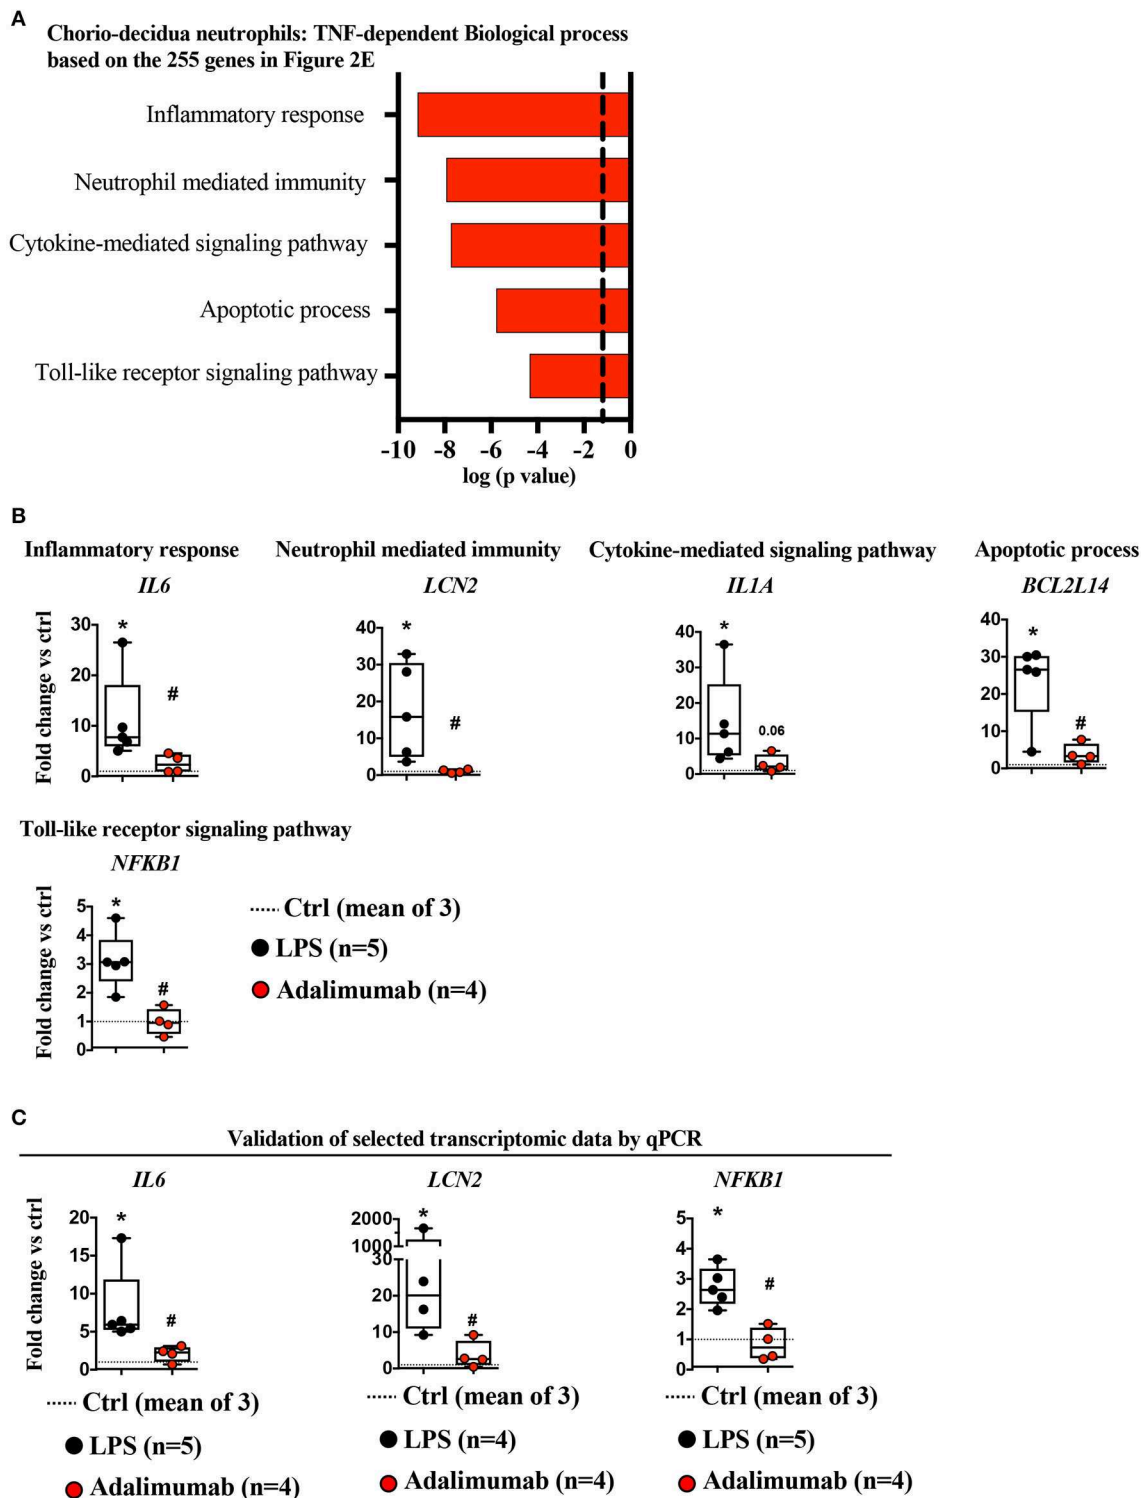 A
Chorio-decidua neutrophils: TNF-dependent Biological process
based on the 255 genes in Figure 2E
Inflammatory response
Neutrophil mediated immunity
Cytokine-mediated signaling pathway
Apoptotic process
Toll-like receptor signaling pathway
-10 -8 -6 -4 -2 0
log (p value)
B
Inflammatory response
IL6
Fold change vs ctrl
30
20
10
0
*
#
Neutrophil mediated immunity
LCN2
40
30
20
10
0
*
#
Cytokine-mediated signaling pathway
IL1A
40
30
20
10
0
*
0.06
Apoptotic process
BCL2L14
40
30
20
10
0
*
#
Toll-like receptor signaling pathway
NFKB1
Fold change vs ctrl
5
4
3
2
1
0
*
#
Ctrl (mean of 3)
LPS (n=5)
Adalimumab (n=4)
C
Validation of selected transcriptomic data by qPCR
IL6
Fold change vs ctrl
20
15
10
5
0
*
#
Ctrl (mean of 3)
LPS (n=5)
Adalimumab (n=4)
LCN2
2000
1000
30
20
10
0
*
#
Ctrl (mean of 3)
LPS (n=4)
Adalimumab (n=4)
NFKB1
5
4
3
2
1
0
*
#
Ctrl (mean of 3)
LPS (n=5)
Adalimumab (n=4)